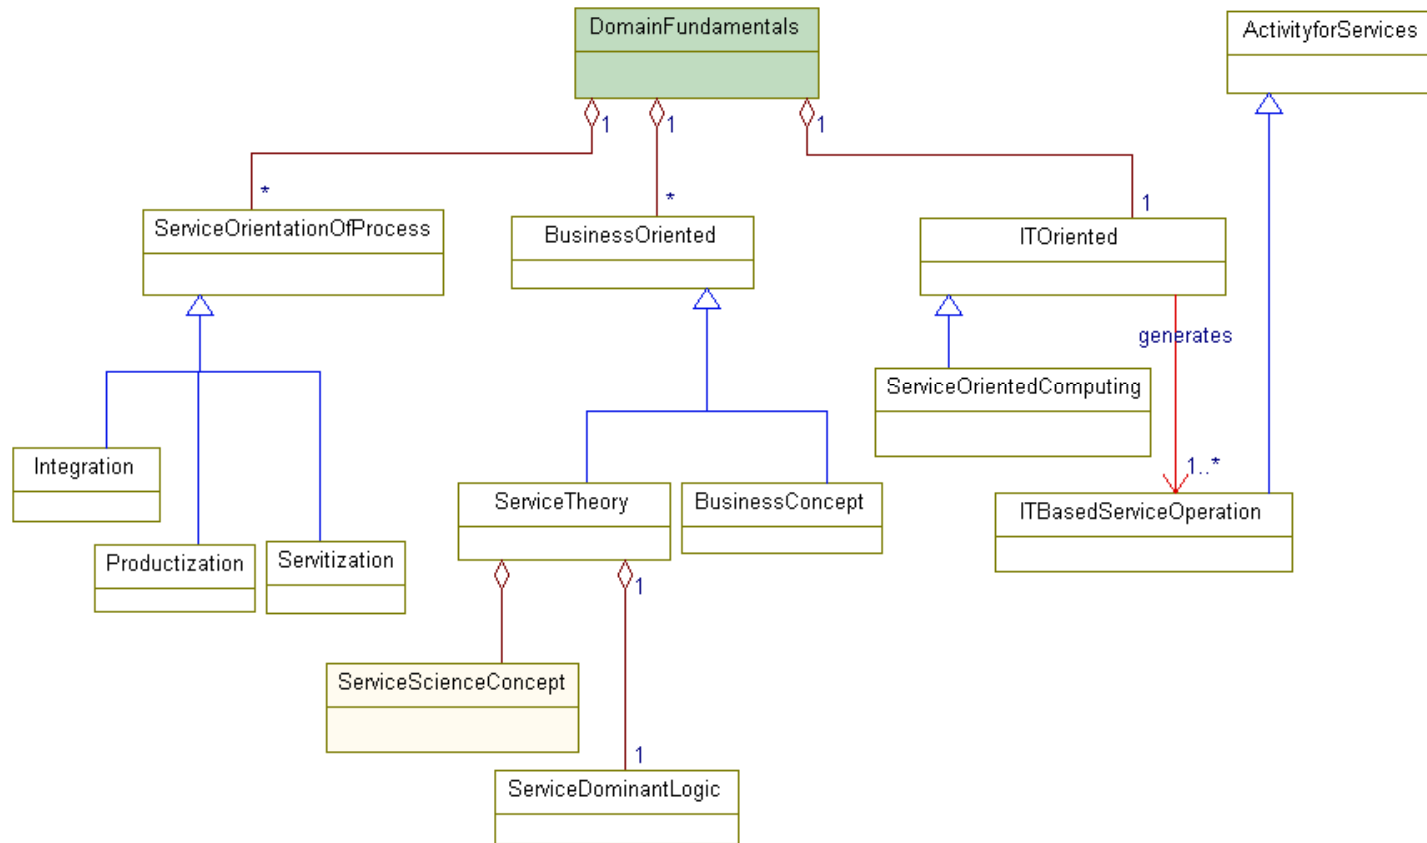 DomainFundamentals
ActivityforServices
1
1
1
*
*
1
ServiceOrientationOfProcess
BusinessOriented
ITOriented
generates
ServiceOrientedComputing
Integration
1..*
ServiceTheory
BusinessConcept
ITBasedServiceOperation
Productization
Servitization
1
ServiceScienceConcept
1
ServiceDominantLogic